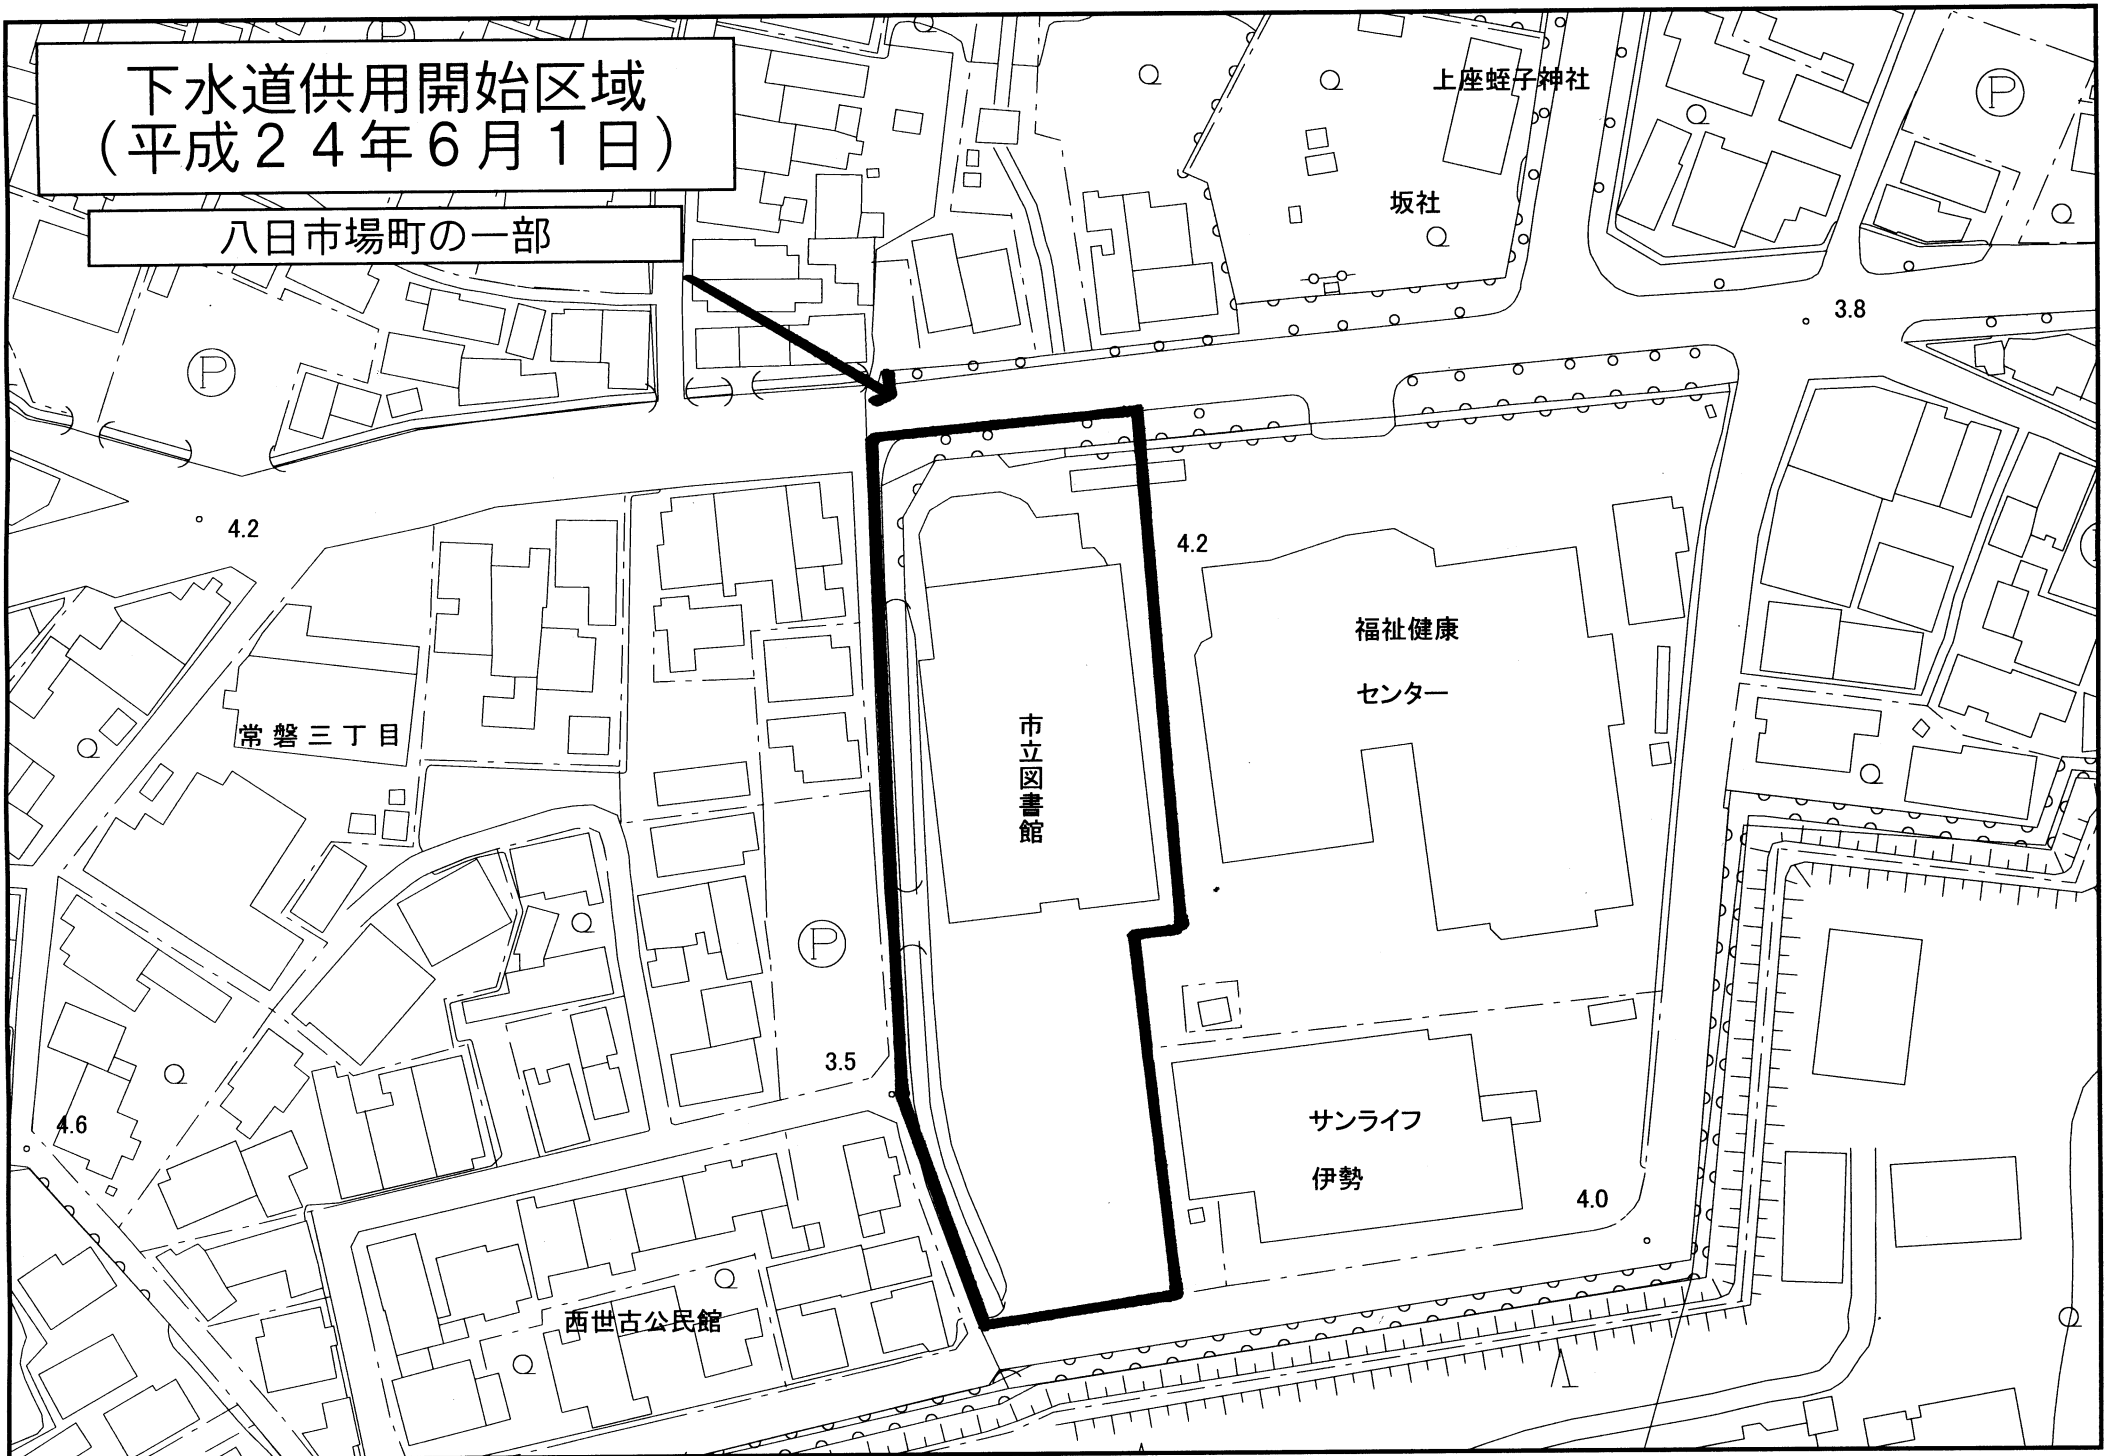 下水道供用開始区域
（平成２４年６月１日）
八日市場町の一部
P
上座蛭子神社
P
坂社
3.8
P
4.2
4.2
福祉健康
センター
市立図書館
常磐三丁目
P
3.5
4.6
サンライフ
伊勢
4.0
西世古公民館